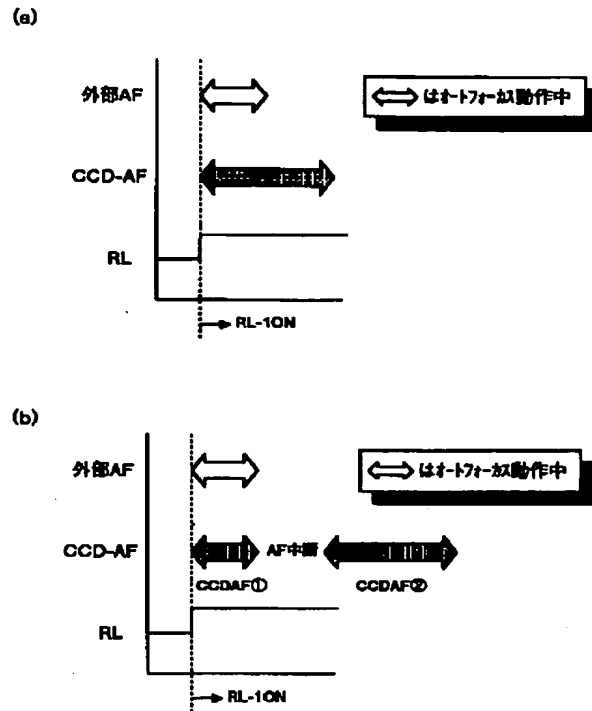 (a)
外部AF
⇔はオートフォーカス動作中
CCD-AF
RL
RL-1ON
(b)
外部AF
⇔はオートフォーカス動作中
CCD-AF
AF中断
CCDAF①
CCDAF②
RL
RL-1ON